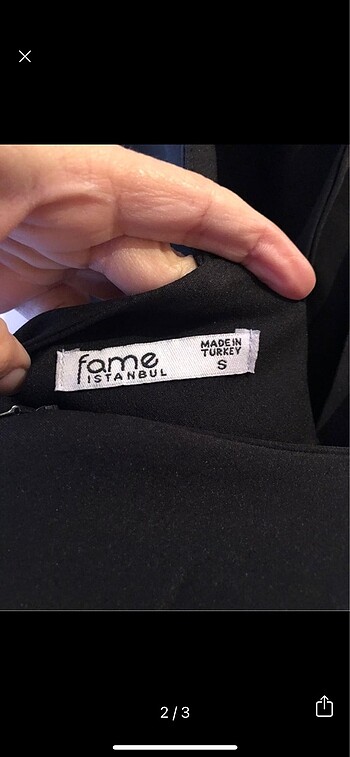 fame
ISTANBUL
MADE IN
TURKEY
S
2/3